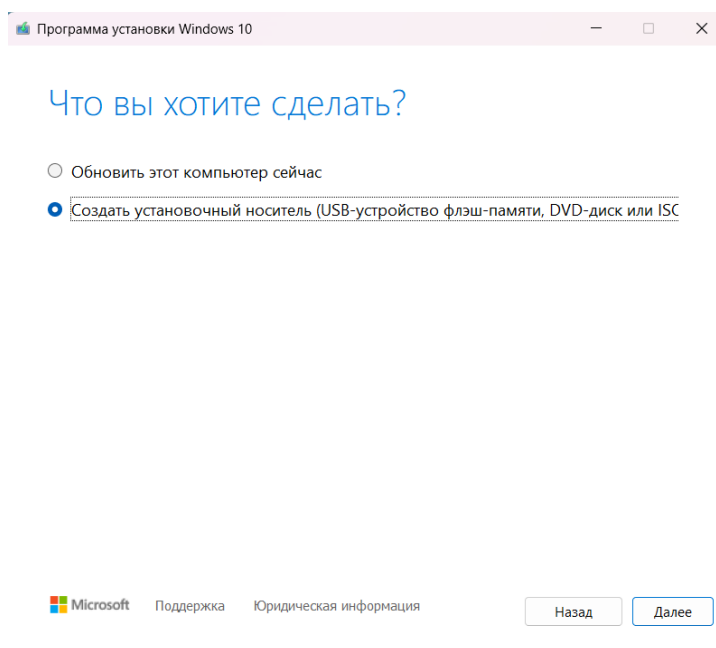 Программа установки Windows 10
Что вы хотите сделать?
Обновить этот компьютер сейчас
Создать установочный носитель (USB-устройство флэш-памяти, DVD-диск или ISO
Microsoft Поддержка Юридическая информация Назад Далее